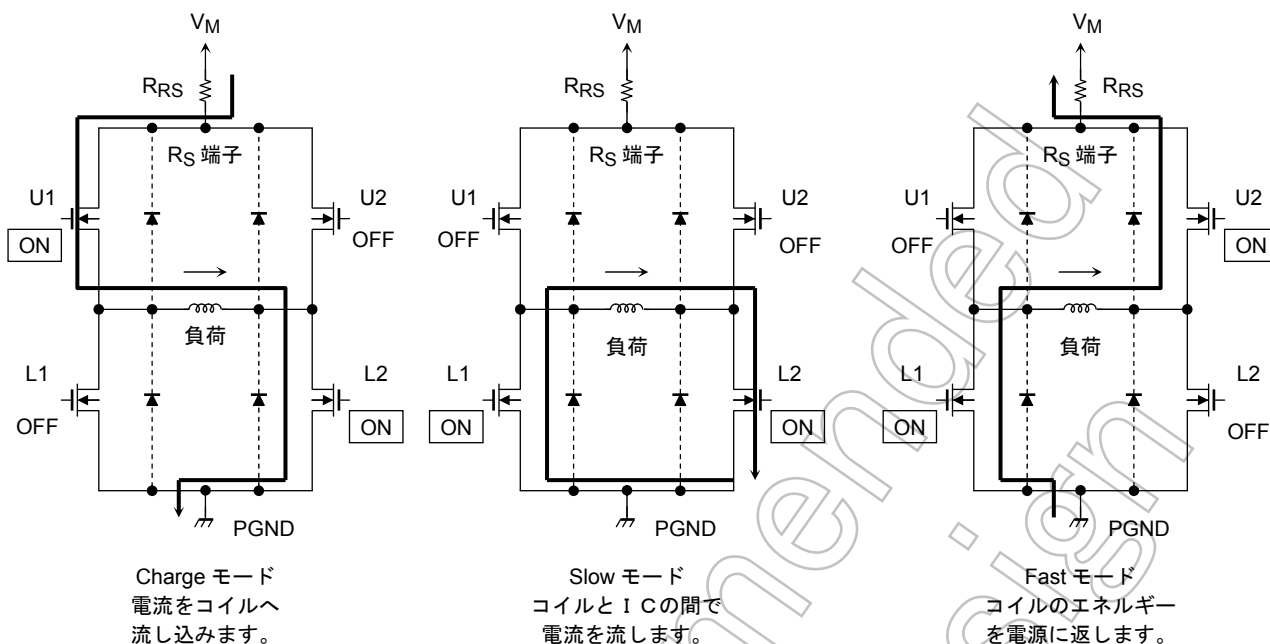 VM
RRS
RS 端子
U1
ON
U2
OFF
負荷
L1
OFF
L2
ON
PGND
Charge モード
電流をコイルへ
流し込みます。
VM
RRS
RS 端子
U1
OFF
U2
OFF
負荷
L1
ON
L2
ON
PGND
Slow モード
コイルとＩＣの間で
電流を流します。
VM
RRS
RS 端子
U1
OFF
U2
ON
負荷
L1
ON
L2
OFF
PGND
Fast モード
コイルのエネルギー
を電源に返します。